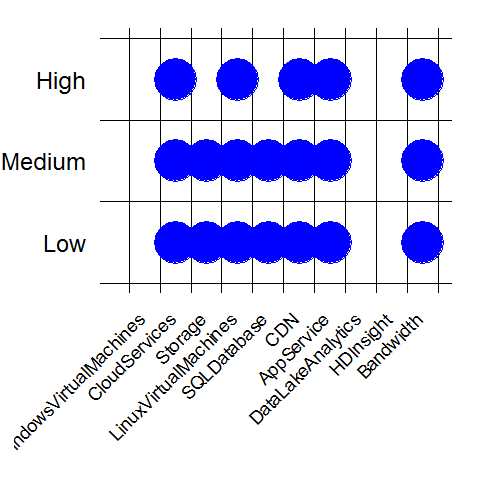 High
Medium
Low
ndowsVirtualMachines
CloudServices
Storage
LinuxVirtualMachines
SQLDatabase
CDN
AppService
DataLakeAnalytics
HDInsight
Bandwidth